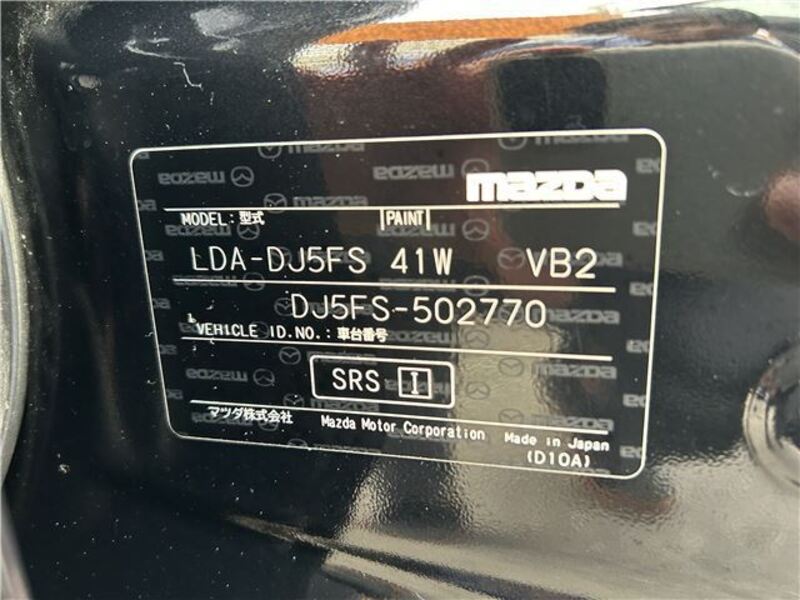 mazda
MODEL: 型式 PAINT
LDA-DJ5FS 41W VB2
DJ5FS-502770
VEHICLE ID.NO.: 車台番号
SRS I
マツダ株式会社 Mazda Motor Corporation Made in Japan
(D10A)